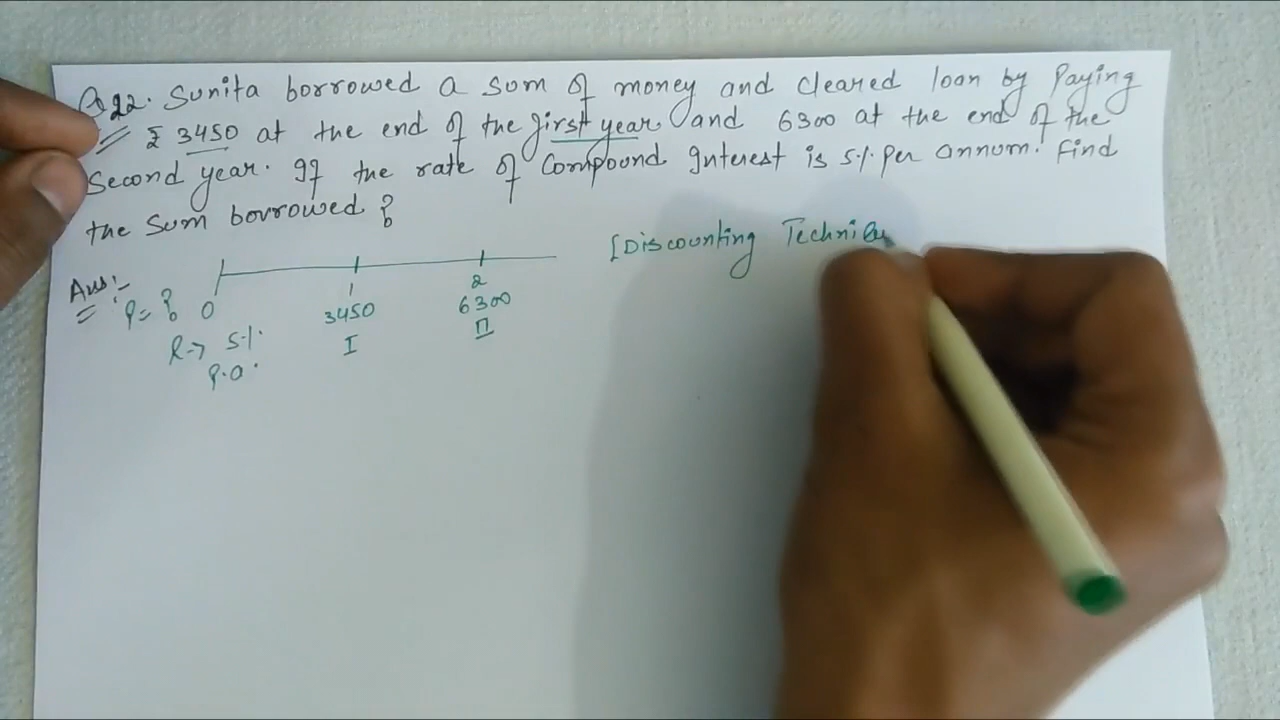 Q22. Sunita borrowed a sum of money and cleared loan by Paying
₹ 3450 at the end of the first year and 6300 at the end of the
Second year. If the rate of Compound Interest is 5% per annum. Find
the Sum borrowed ?
[Discounting
Ans:-
P = ? 0 1 2
3450 6300
R → 5% I II
P.a.